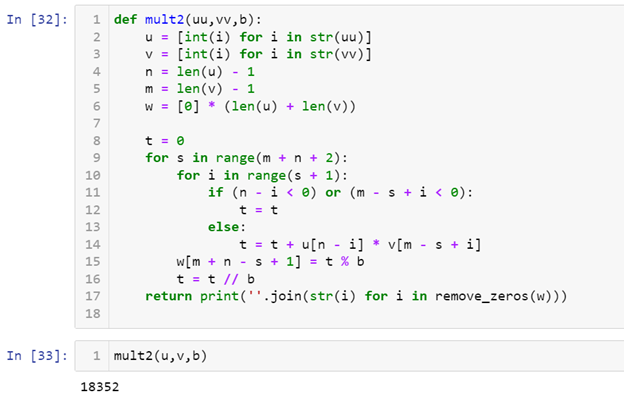 In [32]:
1 def mult2(uu,vv,b):
2     u = [int(i) for i in str(uu)]
3     v = [int(i) for i in str(vv)]
4     n = len(u) - 1
5     m = len(v) - 1
6     w = [0] * (len(u) + len(v))
7
8     t = 0
9     for s in range(m + n + 2):
10         for i in range(s + 1):
11             if (n - i < 0) or (m - s + i < 0):
12                 t = t
13             else:
14                 t = t + u[n - i] * v[m - s + i]
15         w[m + n - s + 1] = t % b
16         t = t // b
17     return print(''.join(str(i) for i in remove_zeros(w)))
18
In [33]:
1 mult2(u,v,b)
18352